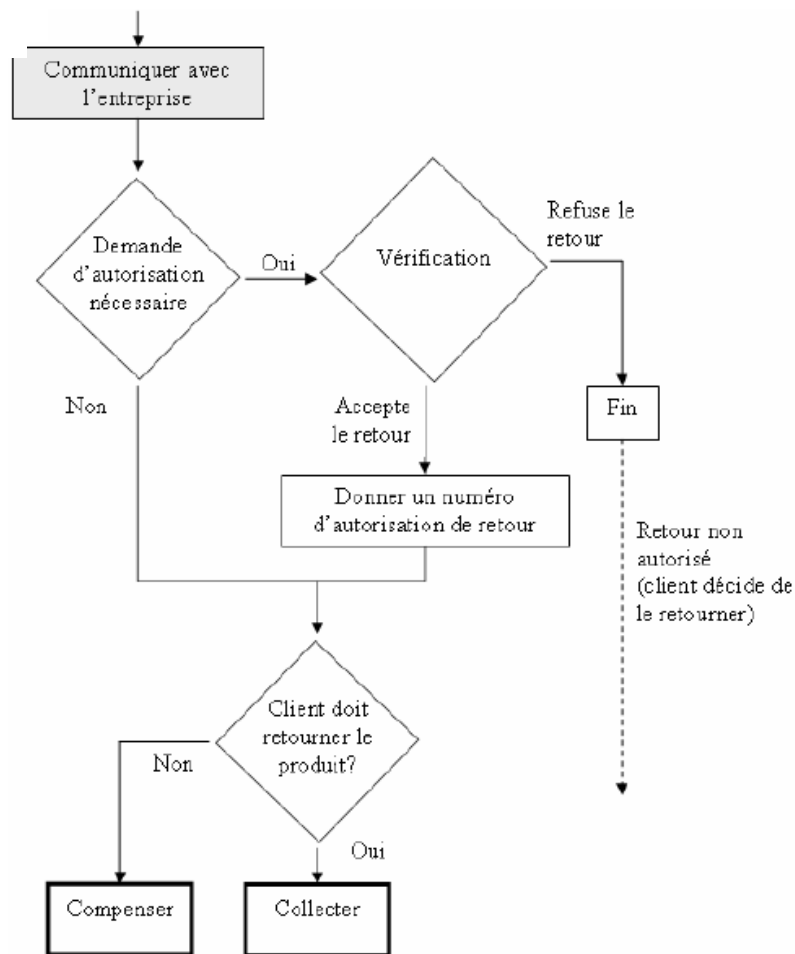 Communiquer avec
l'entreprise
Demande
d'autorisation
nécessaire
Oui
Vérification
Refuse le
retour
Non
Accepte
le retour
Fin
Donner un numéro
d'autorisation de retour
Retour non
autorisé
(client décide de
le retourner)
Client doit
retourner le
produit?
Non
Oui
Compenser
Collecter